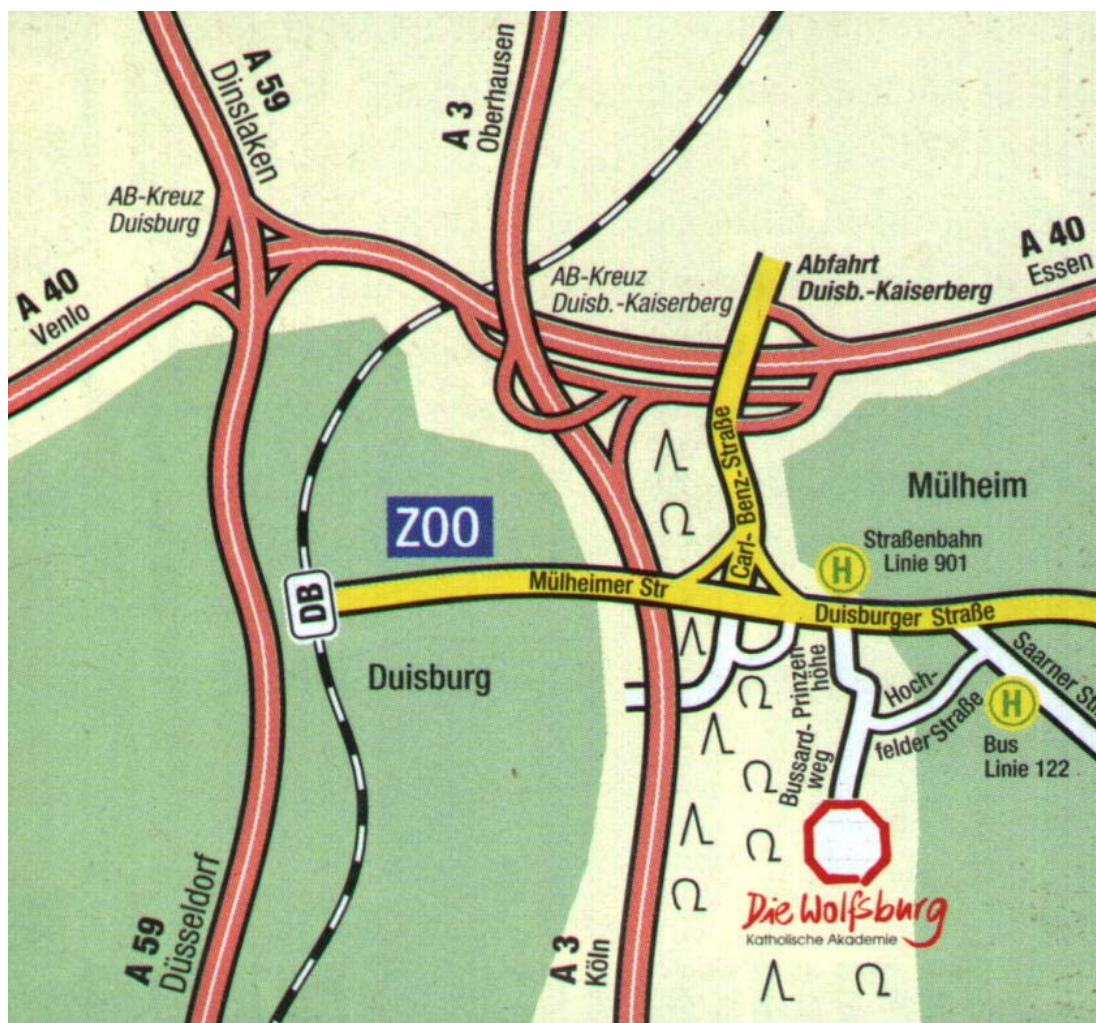 A 59
Dinslaken
A 3
Oberhausen
AB-Kreuz
Duisburg
A 40
Venlo
AB-Kreuz
Duisb.-Kaiserberg
Abfahrt
Duisb.-Kaiserberg
A 40
Essen
Carl-Benz-Straße
Mülheim
ZOO
Straßenbahn
Linie 901
H
DB
Mülheimer Str
Duisburger Straße
Duisburg
Prinzen
höhe
Bussard-
weg
Hoch-
felder Straße
Saarner Str
H
Bus
Linie 122
A 59
Düsseldorf
A 3
Köln
Die Wolfsburg
Katholische Akademie